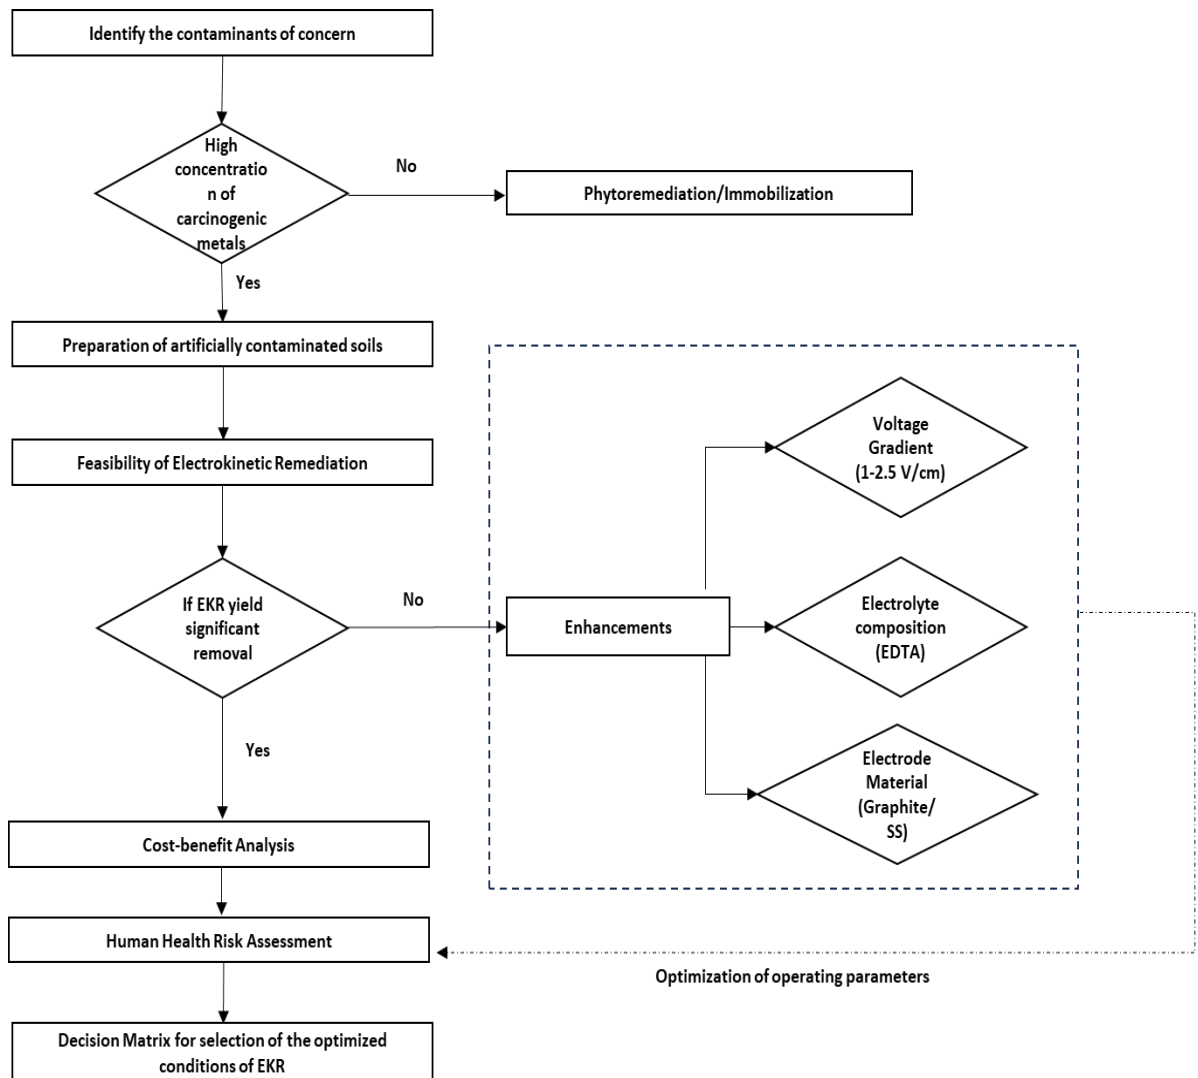 Identify the contaminants of concern
High
concentratio
n of
carcinogenic
metals
No
Phytoremediation/Immobilization
Yes
Preparation of artificially contaminated soils
Feasibility of Electrokinetic Remediation
Voltage
Gradient
(1-2.5 V/cm)
If EKR yield
significant
removal
No
Enhancements
Electrolyte
composition
(EDTA)
Yes
Electrode
Material
(Graphite/
SS)
Cost-benefit Analysis
Human Health Risk Assessment
Optimization of operating parameters
Decision Matrix for selection of the optimized
conditions of EKR